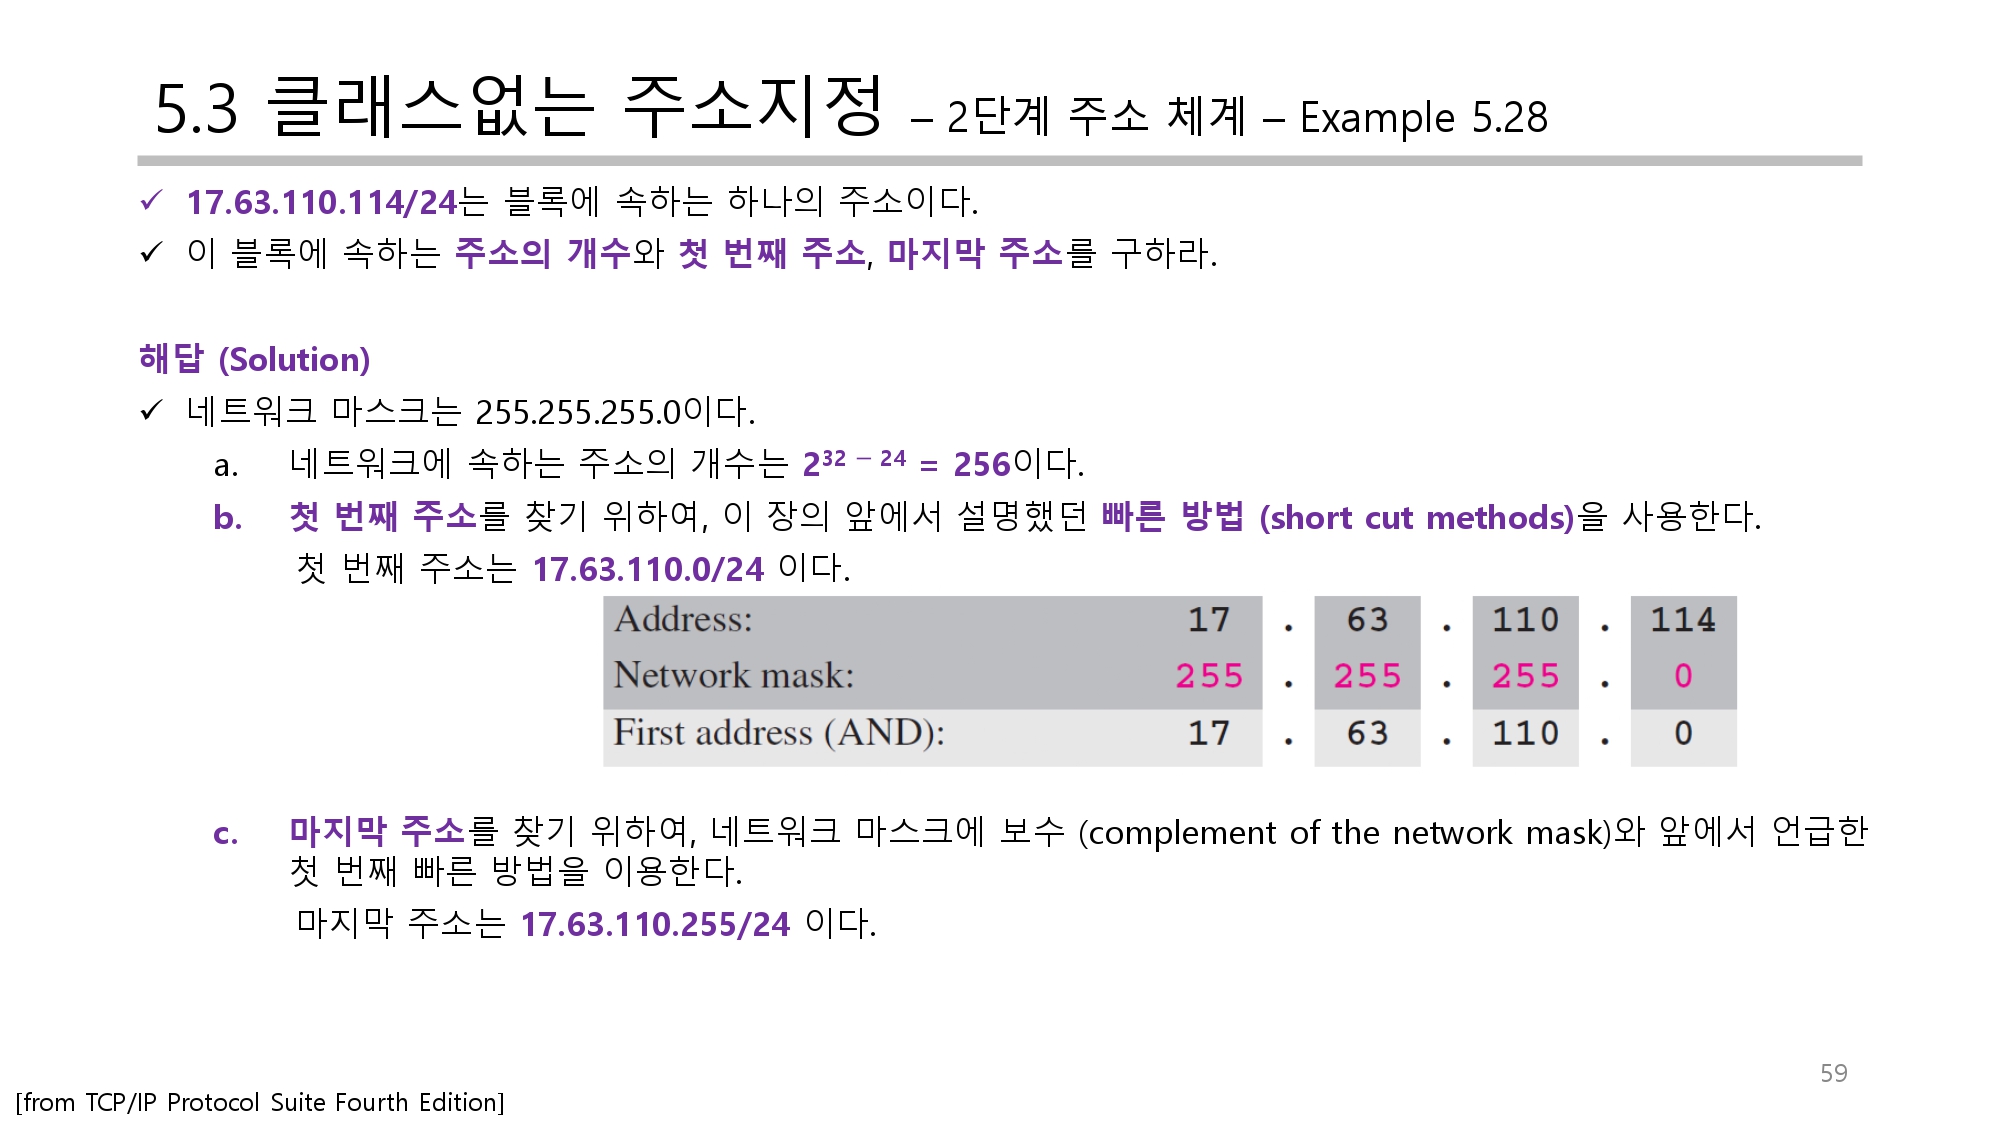 5.3 클래스없는 주소지정 – 2단계 주소 체계 – Example 5.28
✓ 17.63.110.114/24는 블록에 속하는 하나의 주소이다.
✓ 이 블록에 속하는 주소의 개수와 첫 번째 주소, 마지막 주소를 구하라.
해답 (Solution)
✓ 네트워크 마스크는 255.255.255.0이다.
a. 네트워크에 속하는 주소의 개수는 2³² ⁻ ²⁴ = 256이다.
b. 첫 번째 주소를 찾기 위하여, 이 장의 앞에서 설명했던 빠른 방법 (short cut methods)을 사용한다.
첫 번째 주소는 17.63.110.0/24 이다.
Address: 17 . 63 . 110 . 114
Network mask: 255 . 255 . 255 . 0
First address (AND): 17 . 63 . 110 . 0
c. 마지막 주소를 찾기 위하여, 네트워크 마스크에 보수 (complement of the network mask)와 앞에서 언급한
첫 번째 빠른 방법을 이용한다.
마지막 주소는 17.63.110.255/24 이다.
59
[from TCP/IP Protocol Suite Fourth Edition]